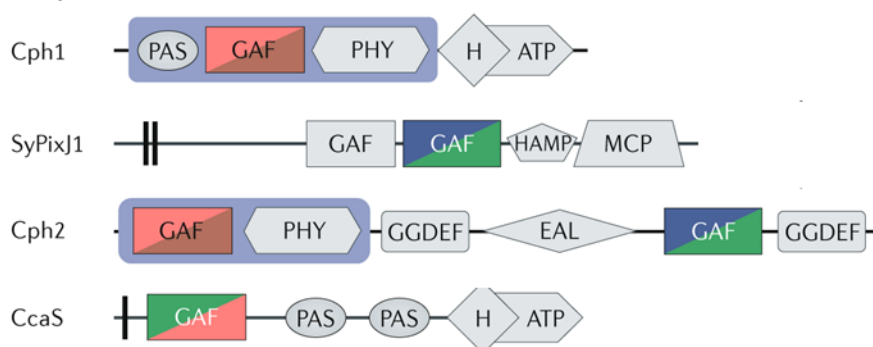 Cph1 PAS GAF PHY H ATP
SyPixJ1 GAF GAF HAMP MCP
Cph2 GAF PHY GGDEF EAL GAF GGDEF
CcaS GAF PAS PAS H ATP